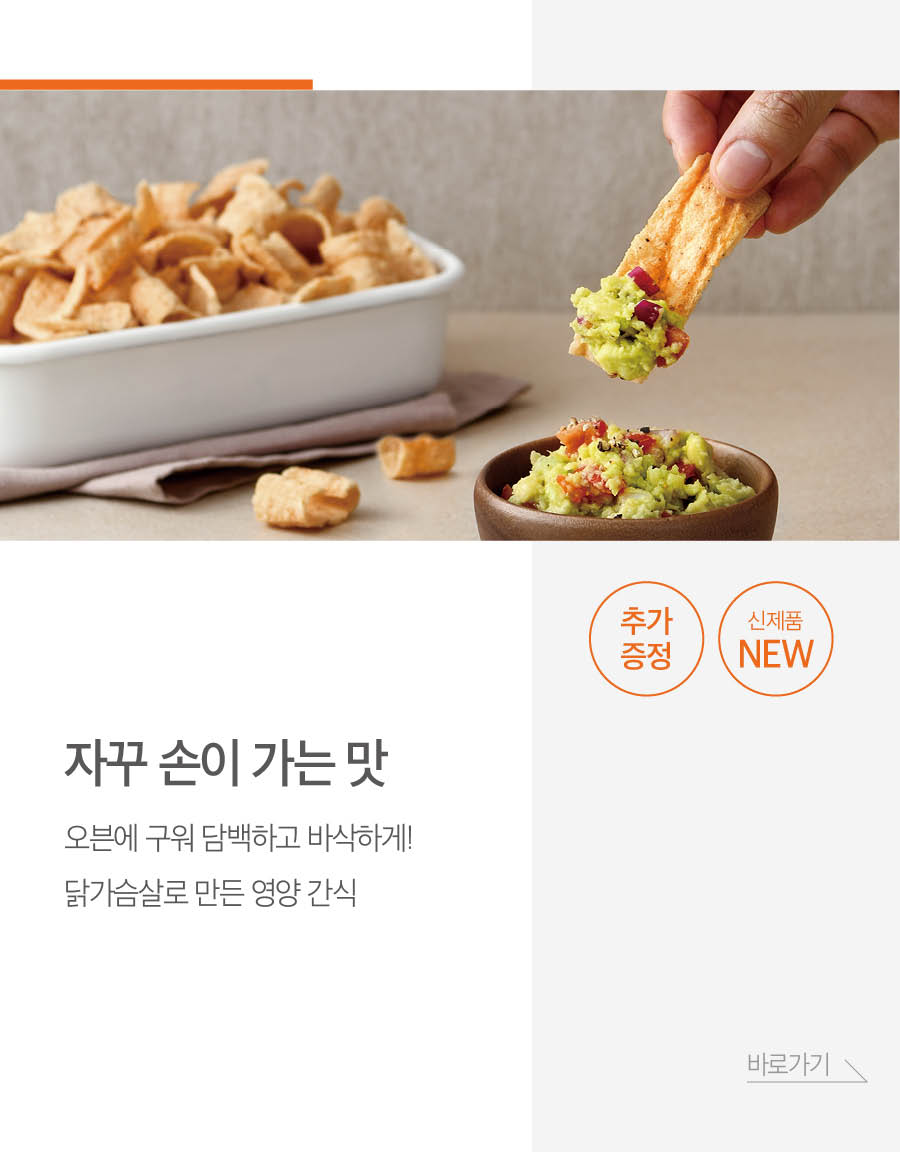 추가
증정
신제품
NEW
자꾸 손이 가는 맛
오븐에 구워 담백하고 바삭하게!
닭가슴살로 만든 영양 간식
바로가기